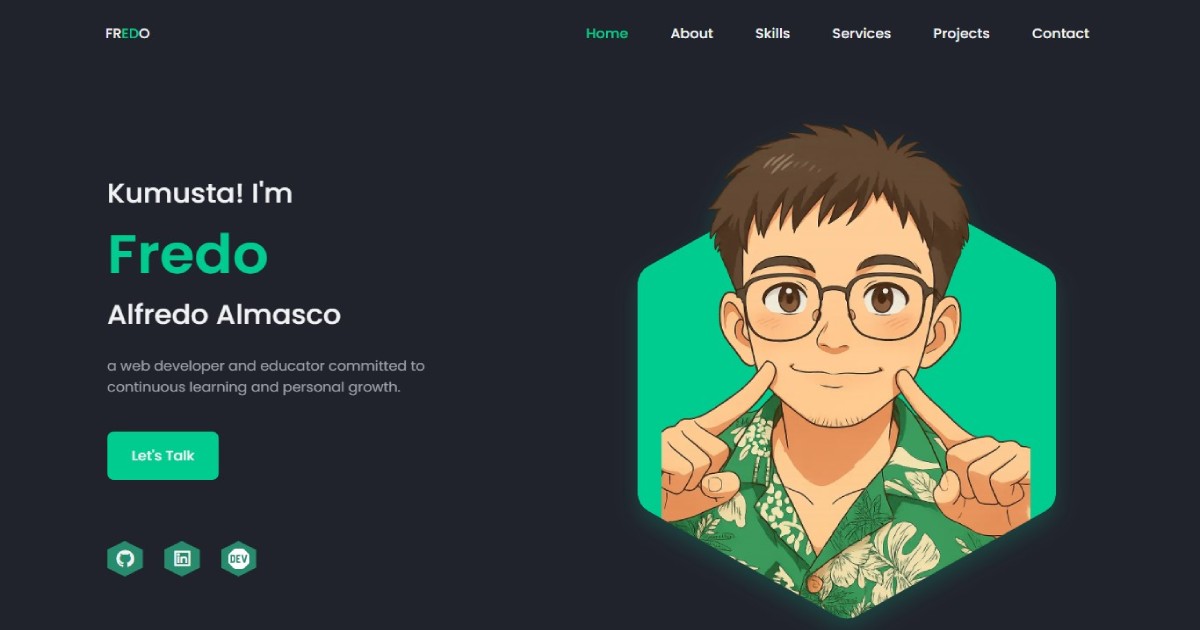 FREDO
Home About Skills Services Projects Contact
Kumusta! I'm
Fredo
Alfredo Almasco
a web developer and educator committed to
continuous learning and personal growth.
Let's Talk
in
DEV